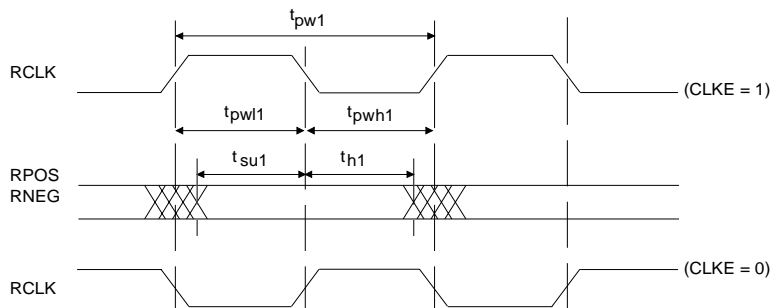 tpw1
RCLK
(CLKE = 1)
tpwl1
tpwh1
tsu1
th1
RPOS
RNEG
(CLKE = 0)
RCLK